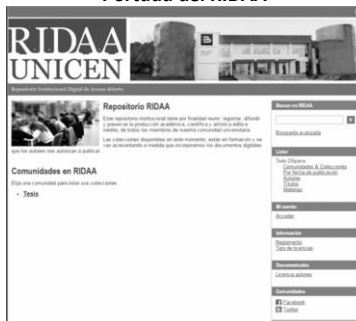 Portada del RIDAA
RIDAA
UNICEN
Repositorio Institucional Digital de Acceso Abierto
Repositorio RIDAA
Este repositorio institucional tiene por finalidad reunir, registrar, difundir
y preservar la producción académica, científica y artística édita e
inédita, de todos los miembros de nuestra comunidad universitaria.
Las colecciones disponibles en este momento, están en formación y se
van acrecentando a medida que incorporemos los documentos digitales
que los autores nos autorizan a publicar.
Comunidades en RIDAA
Elija una comunidad para listar sus colecciones
Tesis
Buscar en RIDAA
Búsqueda avanzada
Listar
Todo DSpace
Comunidades & Colecciones
Por fecha de publicación
Autores
Títulos
Materias
Mi cuenta
Acceder
Información
Reglamento
Tipo de licencias
Documentación
Licencia autores
Comunidades
Facebook
Twitter